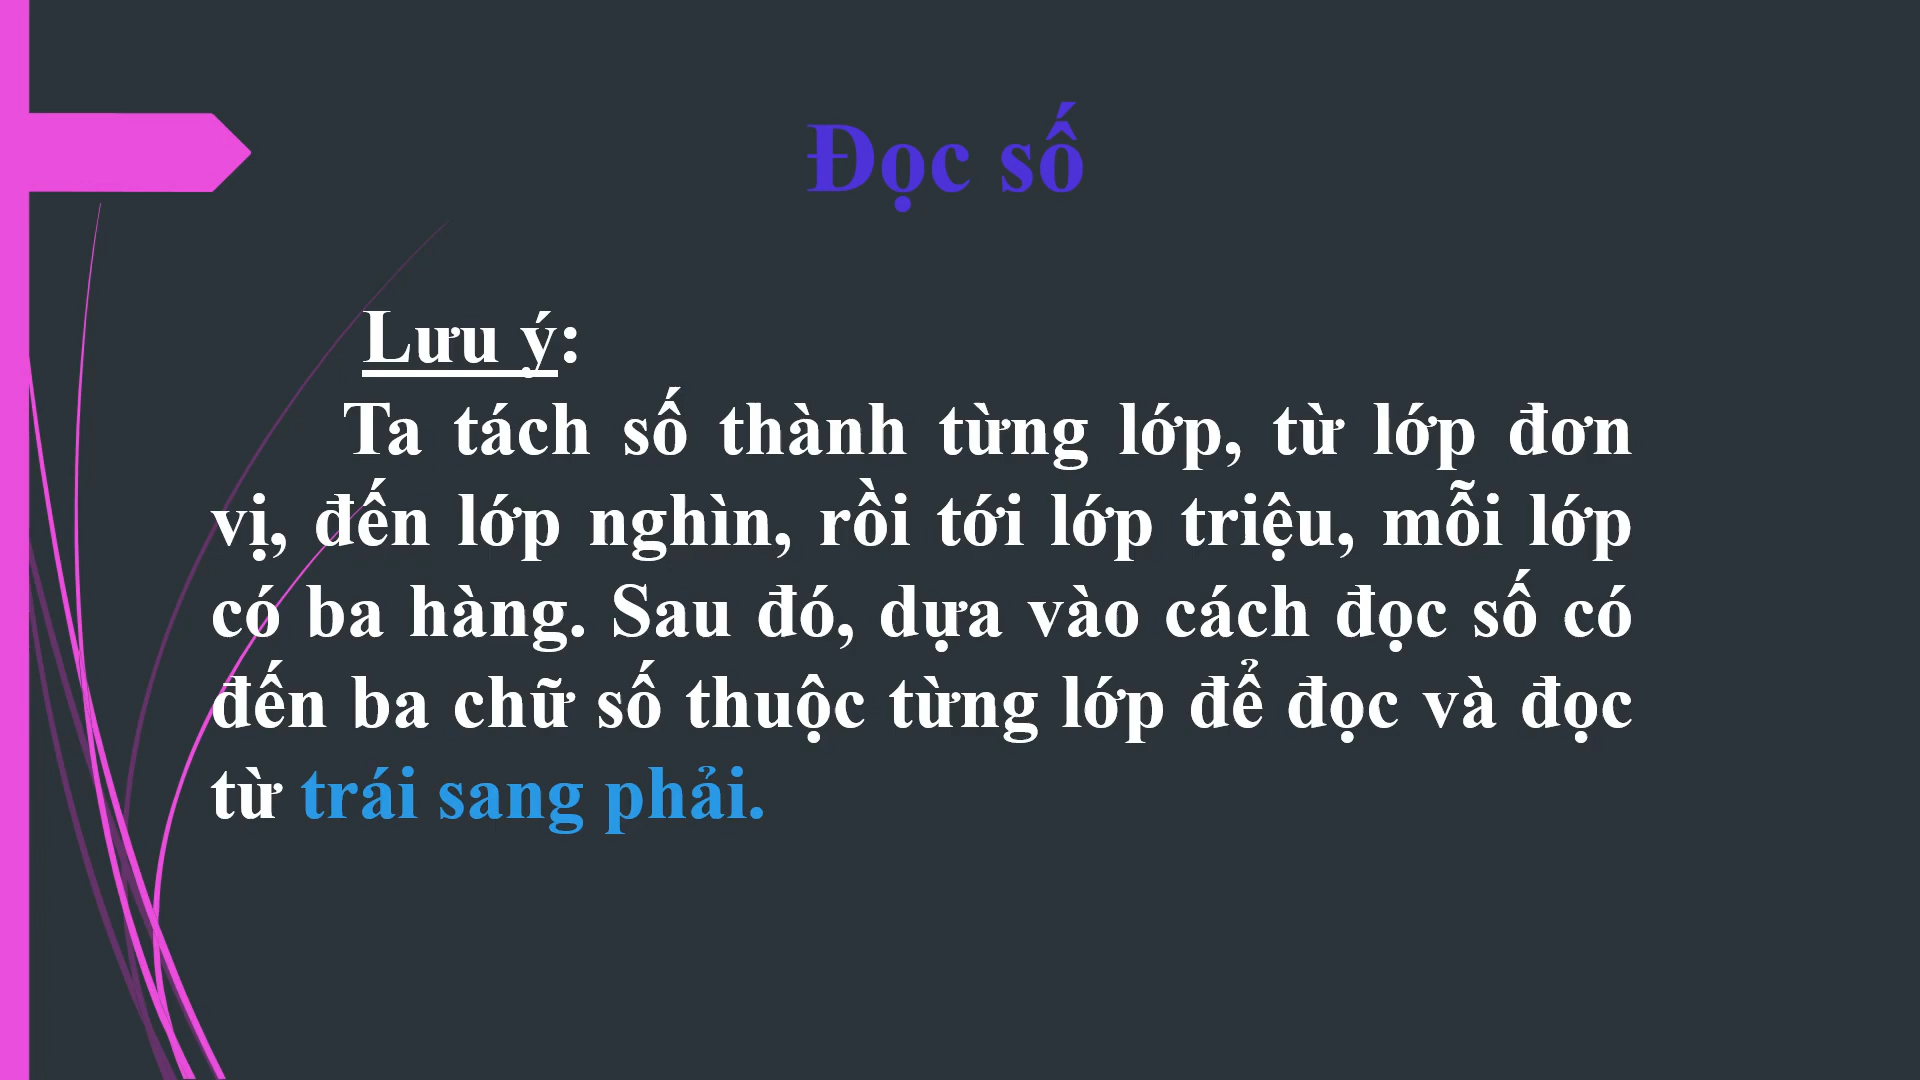 Đọc số
Lưu ý:
Ta tách số thành từng lớp, từ lớp đơn
vị, đến lớp nghìn, rồi tới lớp triệu, mỗi lớp
có ba hàng. Sau đó, dựa vào cách đọc số có
đến ba chữ số thuộc từng lớp để đọc và đọc
từ trái sang phải.